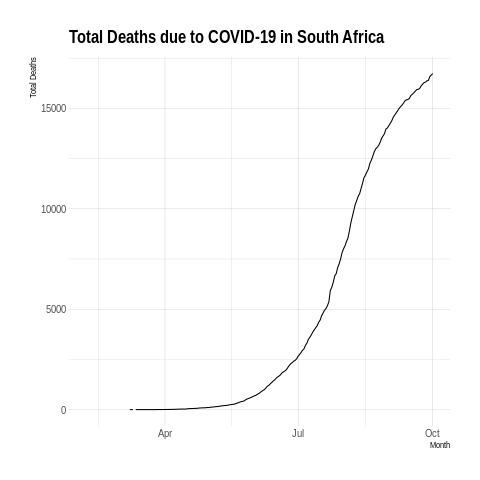 Total Deaths due to COVID-19 in South Africa
Total Deaths
15000
10000
5000
0
Apr
Jul
Oct
Month